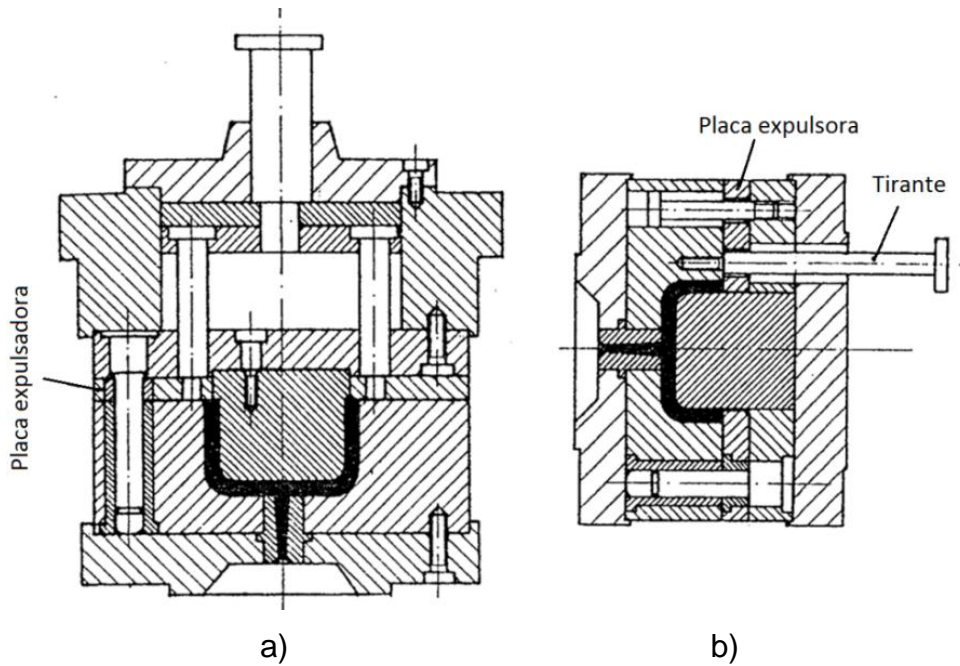 Placa expulsadora
Placa expulsora
Tirante
a)
b)